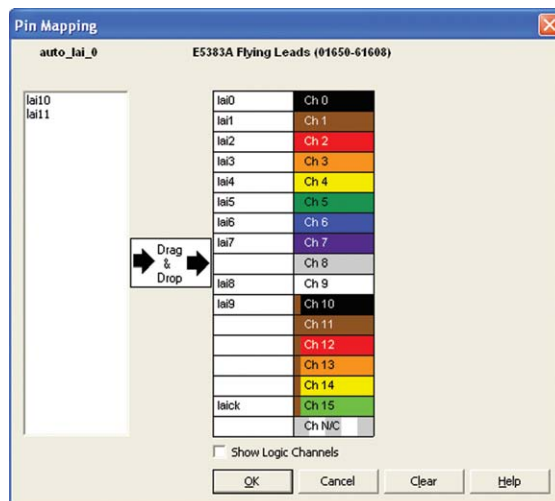 Pin Mapping
auto_lai_0
E5383A Flying Leads (01650-61608)
lai10
lai11
Drag
&
Drop
lai0 Ch 0
lai1 Ch 1
lai2 Ch 2
lai3 Ch 3
lai4 Ch 4
lai5 Ch 5
lai6 Ch 6
lai7 Ch 7
Ch 8
lai8 Ch 9
lai9 Ch 10
Ch 11
Ch 12
Ch 13
Ch 14
laick Ch 15
Ch N/C
Show Logic Channels
OK Cancel Clear Help